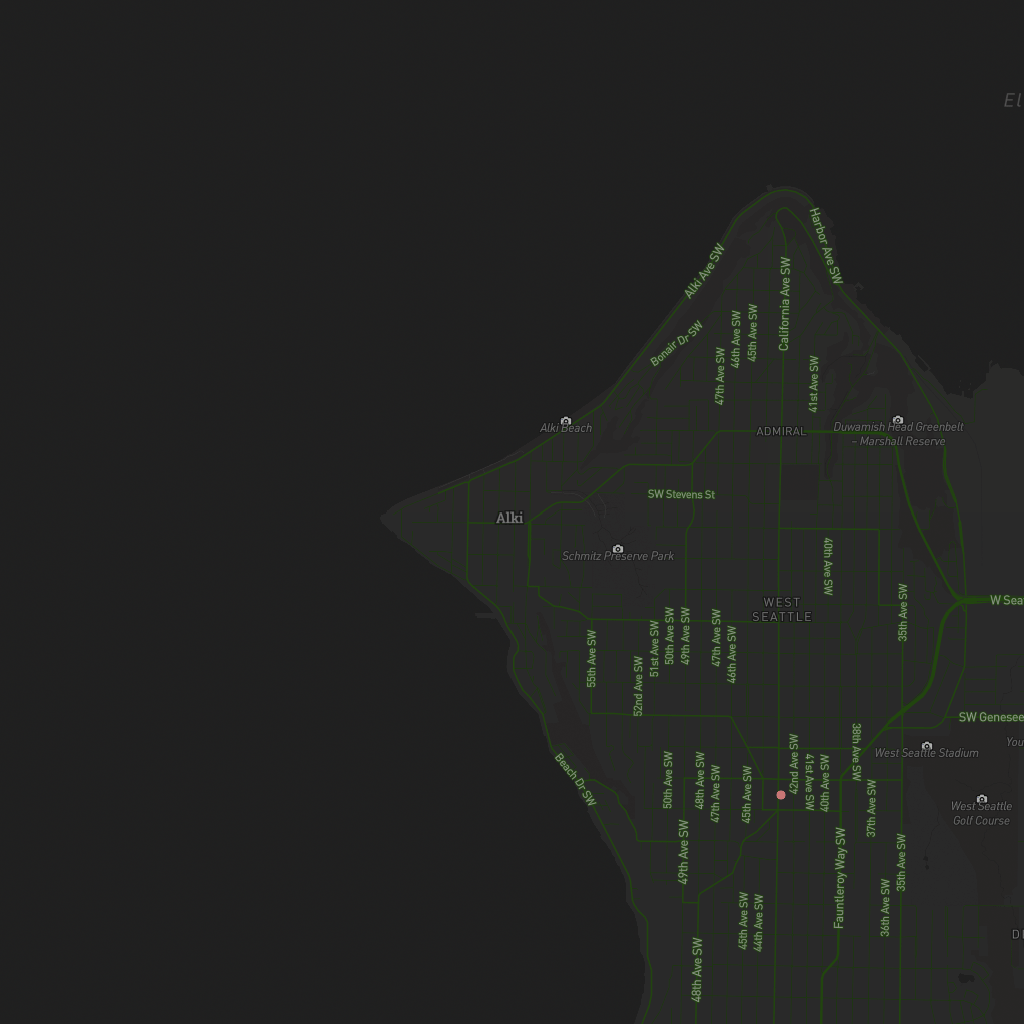 El
Harbor Ave SW
Alki Ave SW
California Ave SW
Bonair Dr SW
46th Ave SW
45th Ave SW
47th Ave SW
41st Ave SW
Alki Beach
ADMIRAL
Duwamish Head Greenbelt
– Marshall Reserve
SW Stevens St
Alki
Schmitz Preserve Park
40th Ave SW
WEST
SEATTLE
W Sea
35th Ave SW
55th Ave SW
52nd Ave SW
51st Ave SW
50th Ave SW
49th Ave SW
47th Ave SW
46th Ave SW
SW Genesee
38th Ave SW
West Seattle Stadium
You
Beach Dr SW
50th Ave SW
48th Ave SW
47th Ave SW
45th Ave SW
42nd Ave SW
41st Ave SW
40th Ave SW
37th Ave SW
West Seattle
Golf Course
49th Ave SW
Fauntleroy Way SW
35th Ave SW
36th Ave SW
45th Ave SW
44th Ave SW
48th Ave SW
D